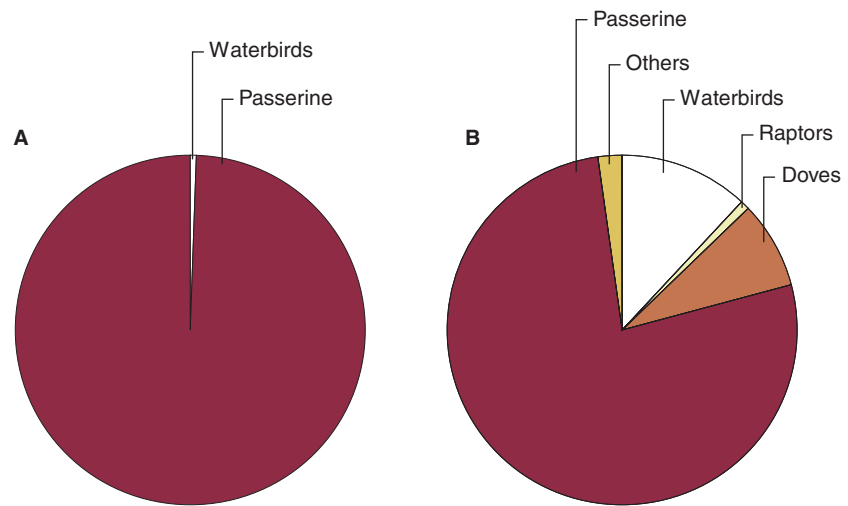 A
Waterbirds
Passerine
B
Passerine
Others
Waterbirds
Raptors
Doves